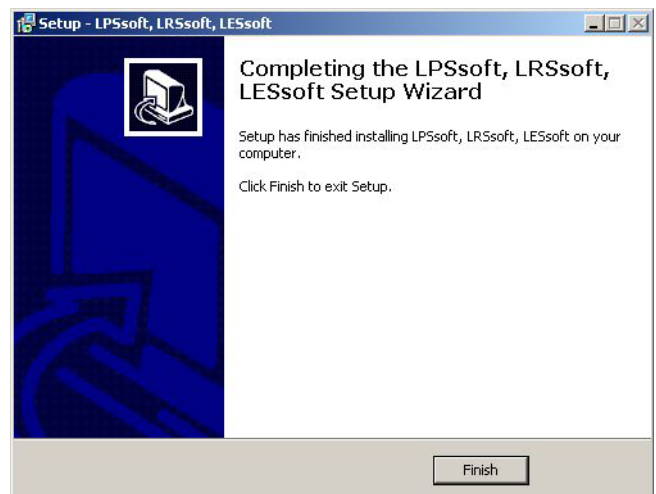 Setup - LPSsoft, LRSsoft, LESsoft
Completing the LPSsoft, LRSsoft,
LESsoft Setup Wizard
Setup has finished installing LPSsoft, LRSsoft, LESsoft on your
computer.
Click Finish to exit Setup.
Finish